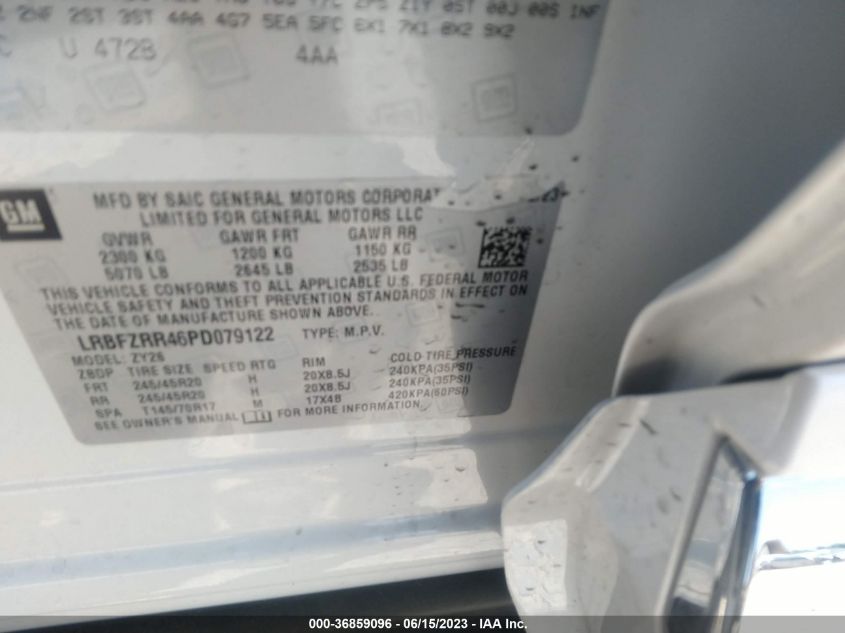 2NF 2ST 3ST 4AA 4G7 5EA 5FC 6X1 7X1 8X2 9X2
U 4728 4AA
GM
MFD BY SAIC GENERAL MOTORS CORPORAT
LIMITED FOR GENERAL MOTORS LLC
GVWR GAWR FRT GAWR RR
2300 KG 1200 KG 1150 KG
5070 LB 2645 LB 2535 LB
THIS VEHICLE CONFORMS TO ALL APPLICABLE U.S. FEDERAL MOTOR
VEHICLE SAFETY AND THEFT PREVENTION STANDARDS IN EFFECT ON
THE DATE OF MANUFACTURE SHOWN ABOVE.
LRBFZRR46PD079122 TYPE: M.P.V.
MODEL: ZY26
Z8DP TIRE SIZE SPEED RTG RIM COLD TIRE PRESSURE
FRT 245/45R20 H 20X8.5J 240KPA(35PSI)
RR 245/45R20 H 20X8.5J 240KPA(35PSI)
SPA T145/70R17 M 17X4B 420KPA(60PSI)
SEE OWNER'S MANUAL FOR MORE INFORMATION
000-36859096 - 06/15/2023 - IAA Inc.